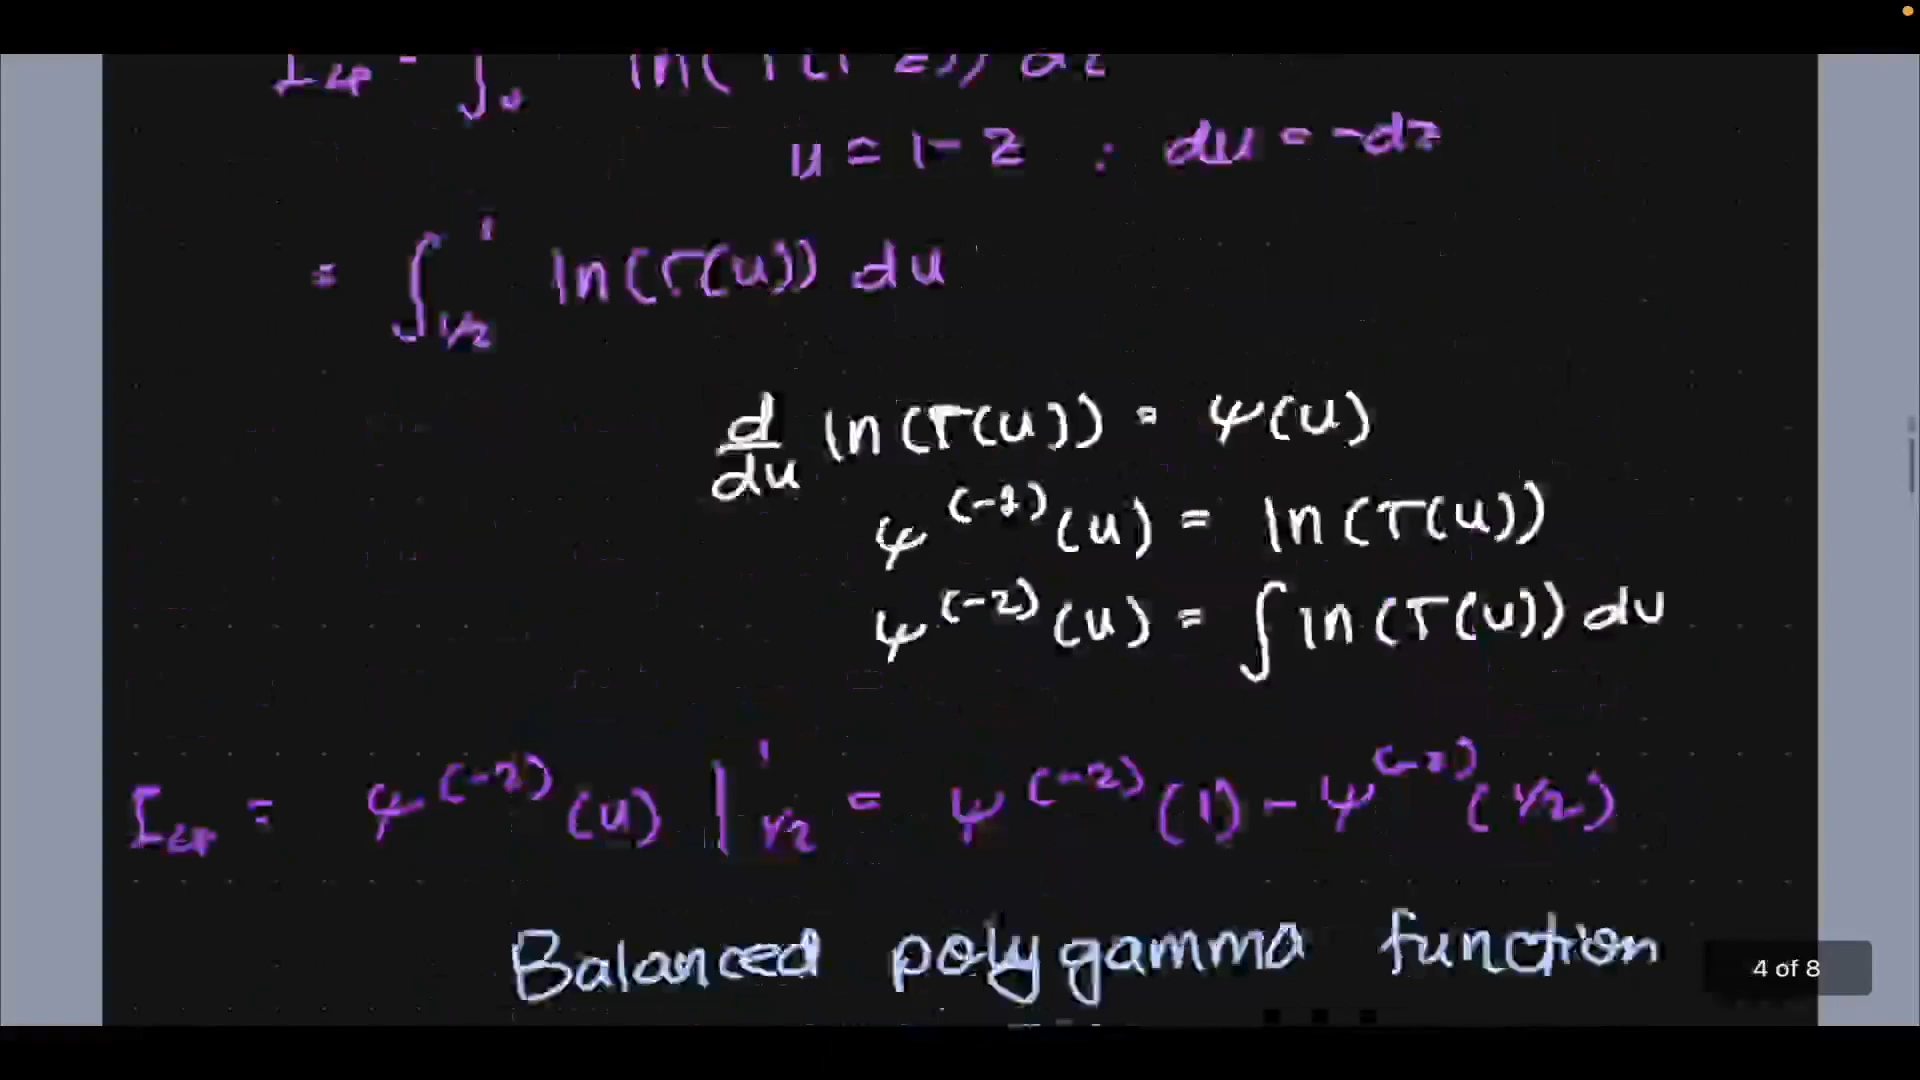 u = 1 - z : du = -dz
= ∫_{1/2}^{1} ln(Γ(u)) du
d/du ln(Γ(u)) = ψ(u)
ψ^{(-1)}(u) = ln(Γ(u))
ψ^{(-2)}(u) = ∫ ln(Γ(u)) du
= ψ^{(-2)}(u) |_{1/2}^{1} = ψ^{(-2)}(1) - ψ^{(-2)}(1/2)
Balanced polygamma function
4 of 8